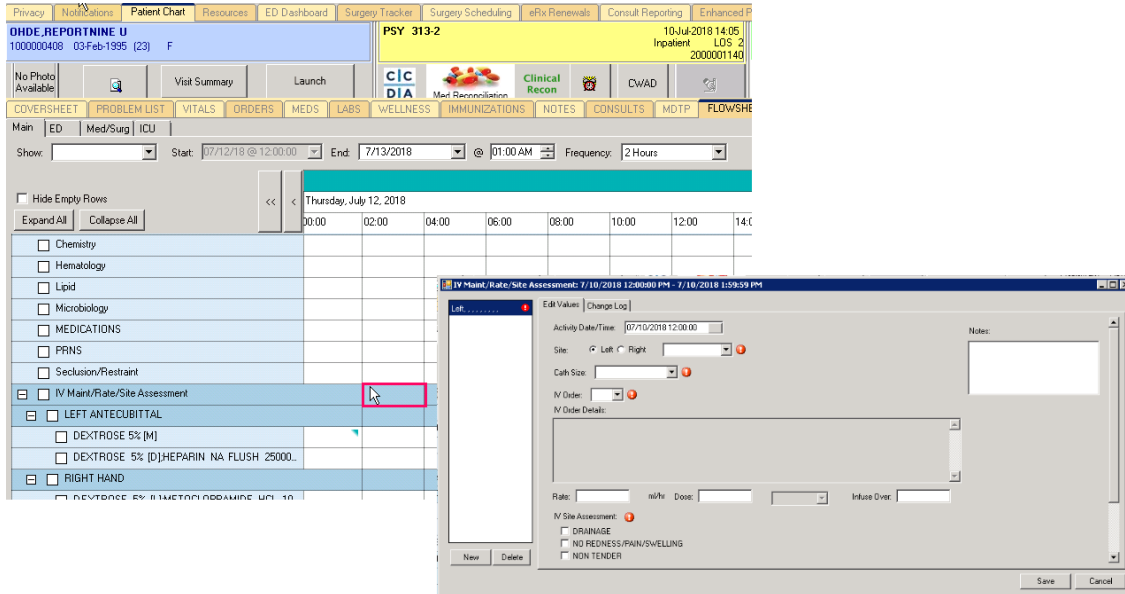 Privacy Notifications Patient Chart Resources ED Dashboard Surgery Tracker Surgery Scheduling eRx Renewals Consult Reporting Enhanced P
OHDE,REPORTNINE U
1000000408 03-Feb-1995 (23) F
PSY 313-2
10-Jul-2018 14:05
Inpatient LOS 2
2000001140
No Photo
Available
Visit Summary
Launch
C|C
D|A
Med Reconciliation
Clinical
Recon
CWAD
COVERSHEET PROBLEM LIST VITALS ORDERS MEDS LABS WELLNESS IMMUNIZATIONS NOTES CONSULTS MDTP FLOWSHE
Main ED Med/Surg ICU
Show: Start: 07/12/18 @ 12:00:00 End: 7/13/2018 @ 01:00 AM Frequency: 2 Hours
Hide Empty Rows
<< <
Thursday, July 12, 2018
Expand All Collapse All
00:00 02:00 04:00 06:00 08:00 10:00 12:00 14:0
Chemistry
Hematology
Lipid
Microbiology
MEDICATIONS
PRNS
Seclusion/Restraint
IV Maint/Rate/Site Assessment
LEFT ANTECUBITTAL
DEXTROSE 5% [M]
DEXTROSE 5% [D];HEPARIN NA FLUSH 25000...
RIGHT HAND
IV Maint/Rate/Site Assessment: 7/10/2018 12:00:00 PM - 7/10/2018 1:59:59 PM
Left. . . . . . . . .
Edit Values Change Log
Activity Date/Time: 07/10/2018 12:00:00
Notes:
Site: Left Right
Cath Size:
IV Order:
IV Order Details:
Rate: ml/hr Dose: Infuse Over:
IV Site Assessment:
DRAINAGE
NO REDNESS/PAIN/SWELLING
NON TENDER
New Delete
Save Cancel